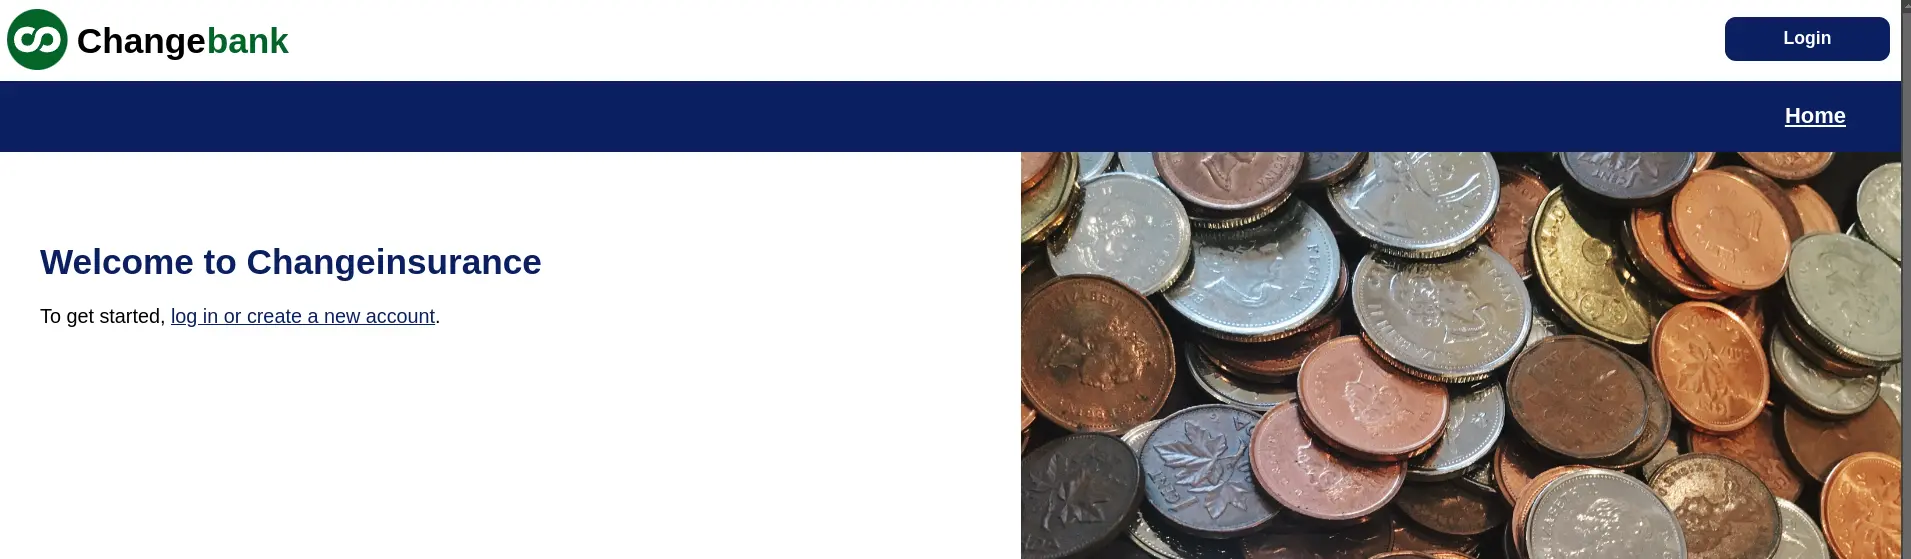 Changebank
Login
Home
Welcome to Changeinsurance
To get started, log in or create a new account.